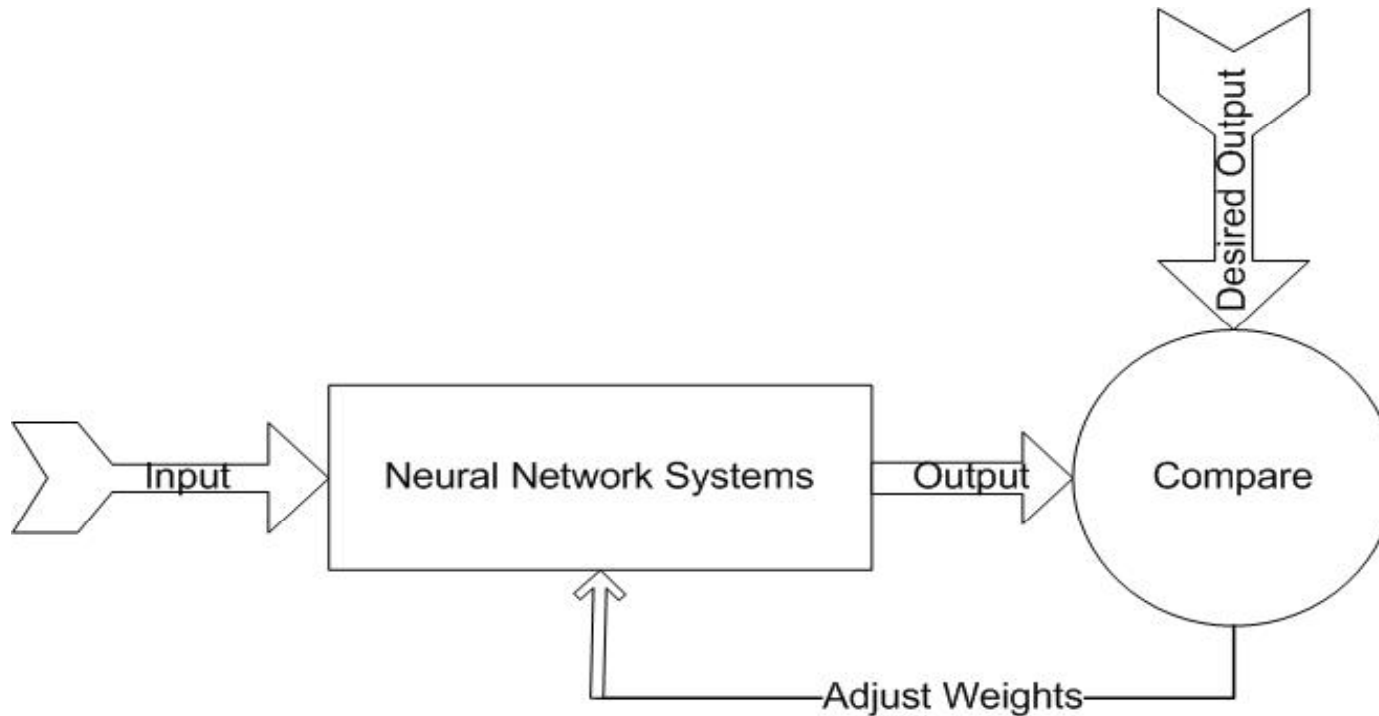 Desired Output
Input
Neural Network Systems
Output
Compare
Adjust Weights